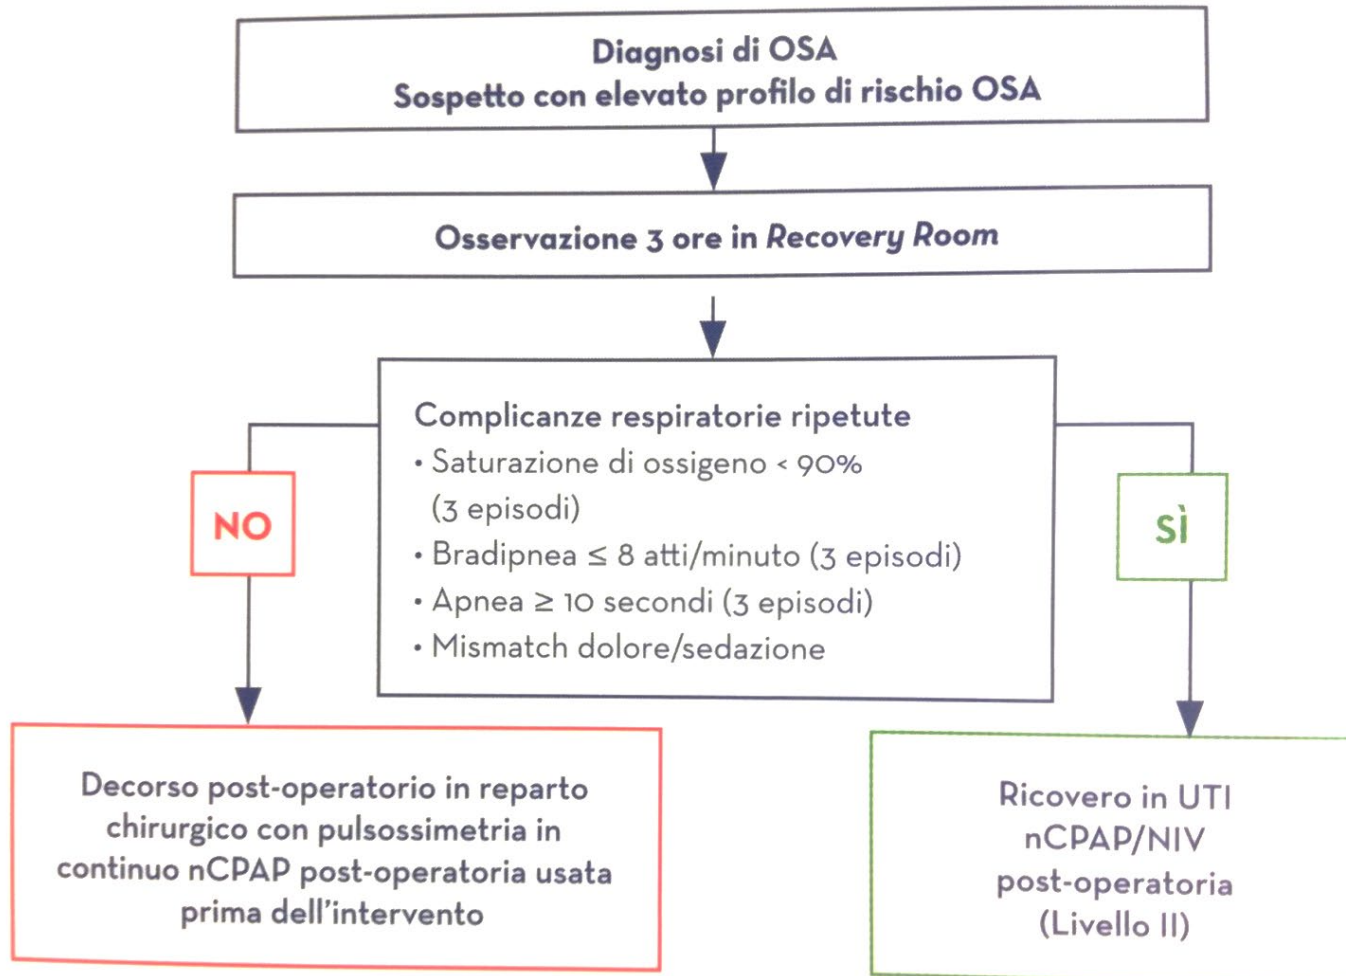 Diagnosi di OSA
Sospetto con elevato profilo di rischio OSA
Osservazione 3 ore in Recovery Room
Complicanze respiratorie ripetute
• Saturazione di ossigeno < 90%
(3 episodi)
• Bradipnea ≤ 8 atti/minuto (3 episodi)
• Apnea ≥ 10 secondi (3 episodi)
• Mismatch dolore/sedazione
NO
SÌ
Decorso post-operatorio in reparto
chirurgico con pulsossimetria in
continuo nCPAP post-operatoria usata
prima dell'intervento
Ricovero in UTI
nCPAP/NIV
post-operatoria
(Livello II)